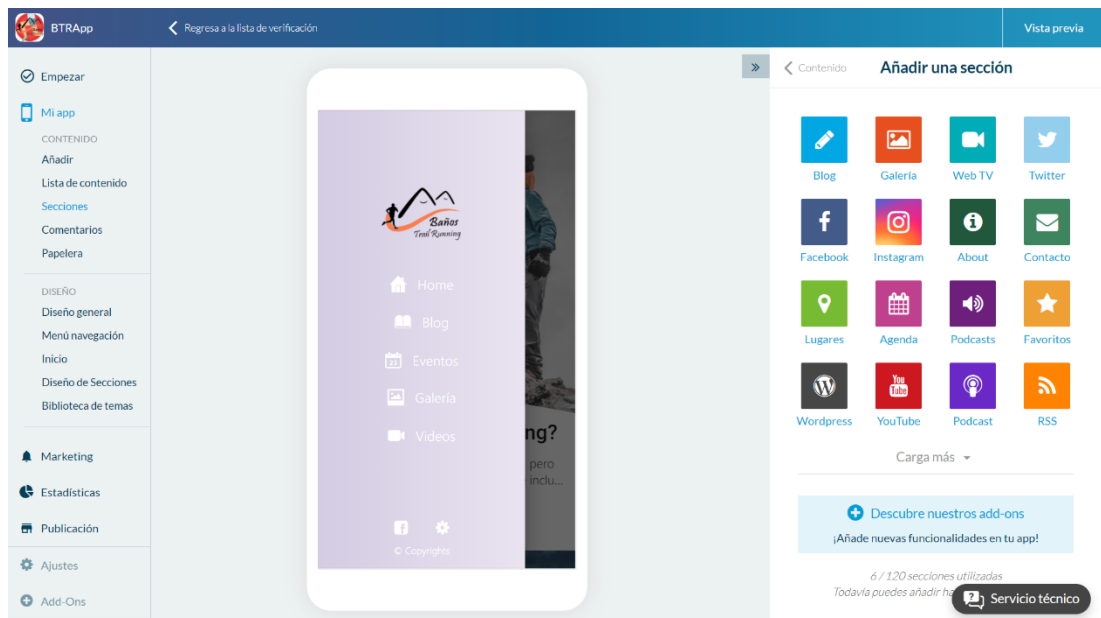 BTRApp
Regresa a la lista de verificación
Vista previa
Empezar
Mi app
CONTENIDO
Añadir
Lista de contenido
Secciones
Comentarios
Papelera
DISEÑO
Diseño general
Menú navegación
Inicio
Diseño de Secciones
Biblioteca de temas
Marketing
Estadísticas
Publicación
Ajustes
Add-Ons
Baños
Trail Running
Home
Blog
21
Eventos
Galería
Videos
© Copyrights
ng?
pero
inclu...
Contenido
Añadir una sección
Blog
Galería
Web TV
Twitter
Facebook
Instagram
About
Contacto
Lugares
Agenda
Podcasts
Favoritos
You
Tube
Wordpress
YouTube
Podcast
RSS
Carga más
Descubre nuestros add-ons
¡Añade nuevas funcionalidades en tu app!
6 / 120 secciones utilizadas
Todavía puedes añadir
Servicio técnico